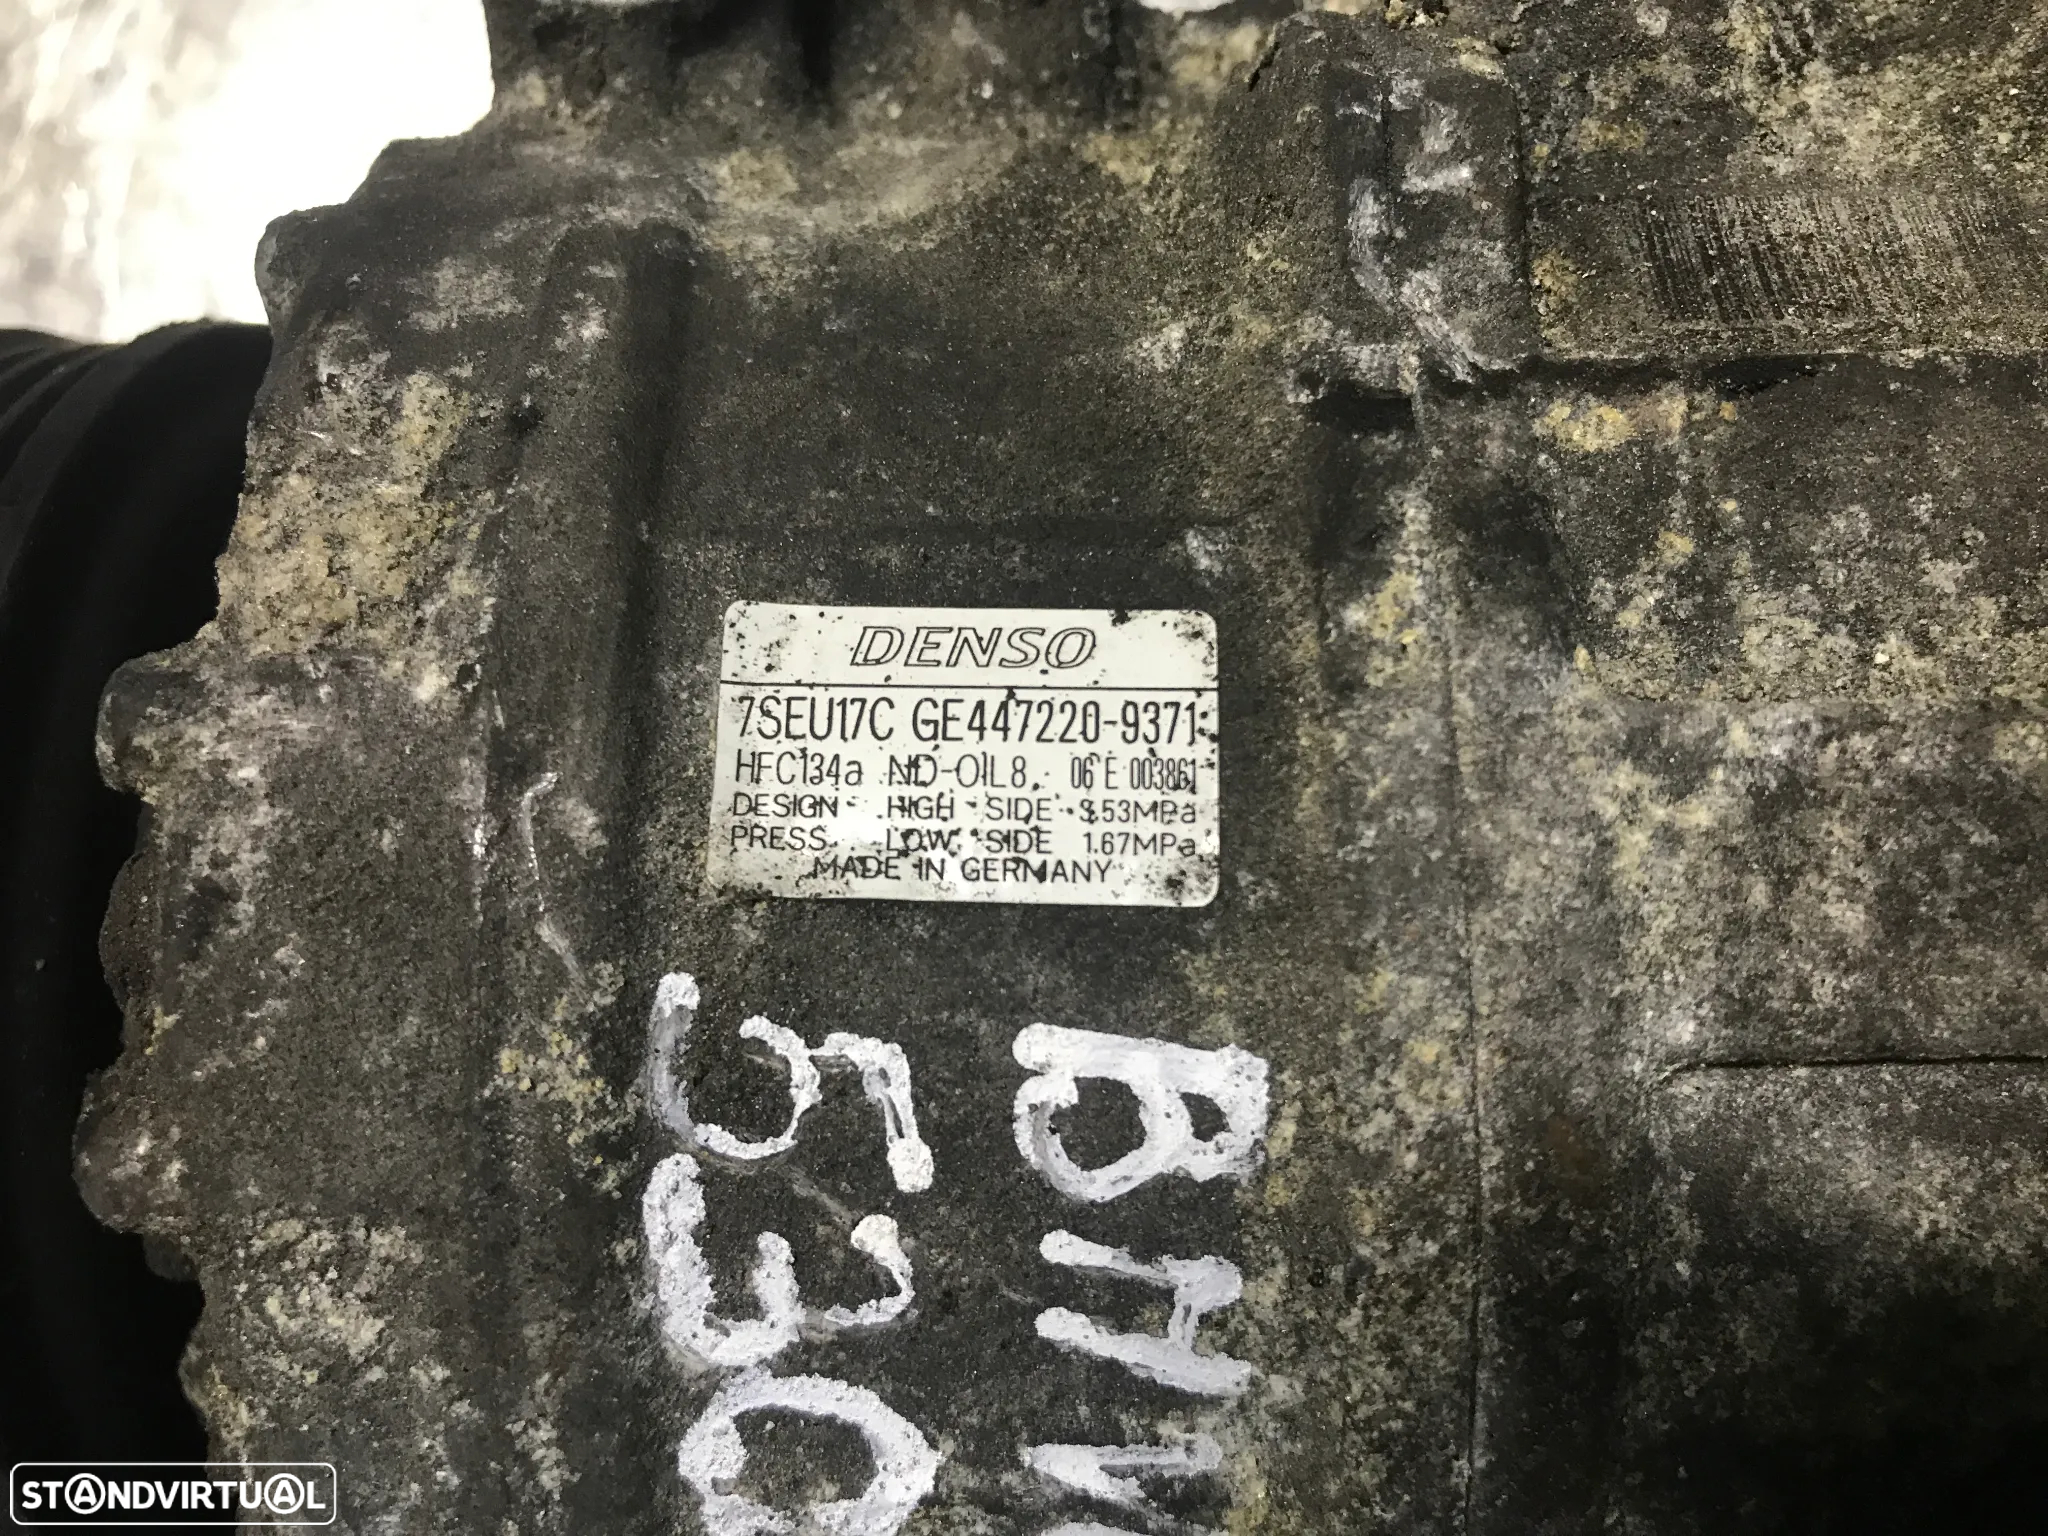 DENSO
7SEU17C GE447220-9371
HFC134a ND-OIL8 06 E 003861
DESIGN HIGH SIDE 3.53MPa
PRESS LOW SIDE 1.67MPa
MADE IN GERMANY
BMW
530
STANDVIRTUAL